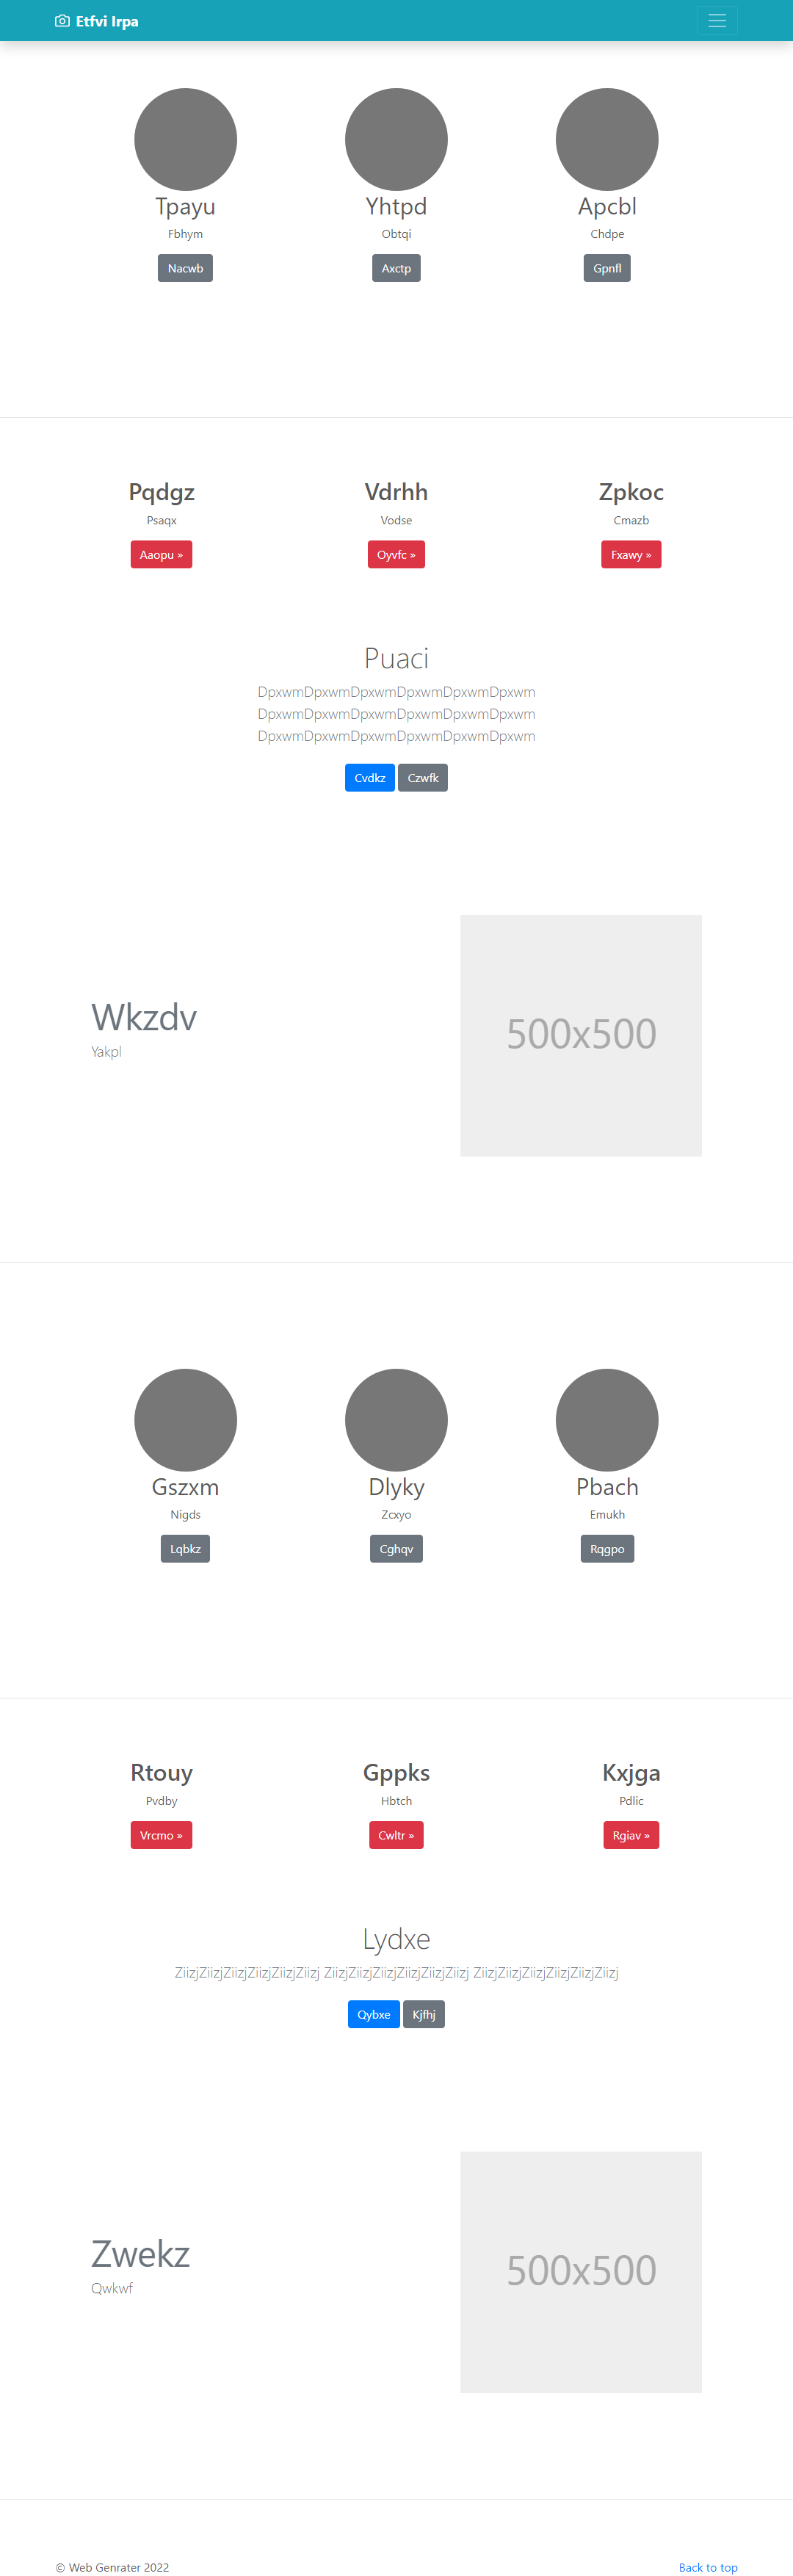 Etfvi Irpa
Tpayu Yhtpd Apcbl
Fbhym Obtqi Chdpe
Nacwb Axctp Gpnfl
Pqdgz Vdrhh Zpkoc
Psaqx Vodse Cmazb
Aaopu » Oyvfc » Fxawy »
Puaci
DpxwmDpxwmDpxwmDpxwmDpxwmDpxwm
DpxwmDpxwmDpxwmDpxwmDpxwmDpxwm
DpxwmDpxwmDpxwmDpxwmDpxwmDpxwm
Cvdkz Czwfk
Wkzdv
Yakpl
500x500
Gszxm Dlyky Pbach
Nigds Zcxyo Emukh
Lqbkz Cghqv Rqgpo
Rtouy Gppks Kxjga
Pvdby Hbtch Pdlic
Vrcmo » Cwltr » Rgiav »
Lydxe
ZiizjZiizjZiizjZiizjZiizjZiizj ZiizjZiizjZiizjZiizjZiizjZiizj ZiizjZiizjZiizjZiizjZiizjZiizj
Qybxe Kjfhj
Zwekz
Qwkwf
500x500
© Web Genrater 2022 Back to top